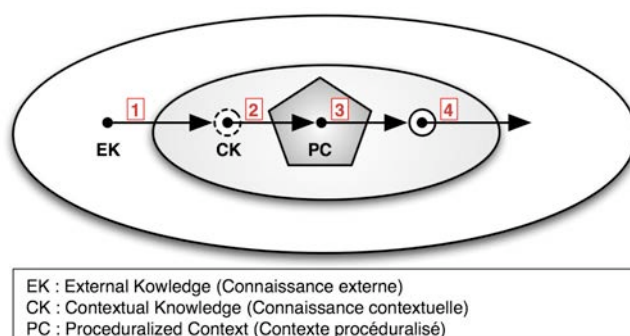 1 2 3 4
EK CK PC
EK : External Kowledge (Connaissance externe)
CK : Contextual Knowledge (Connaissance contextuelle)
PC : Proceduralized Context (Contexte procéduralisé)